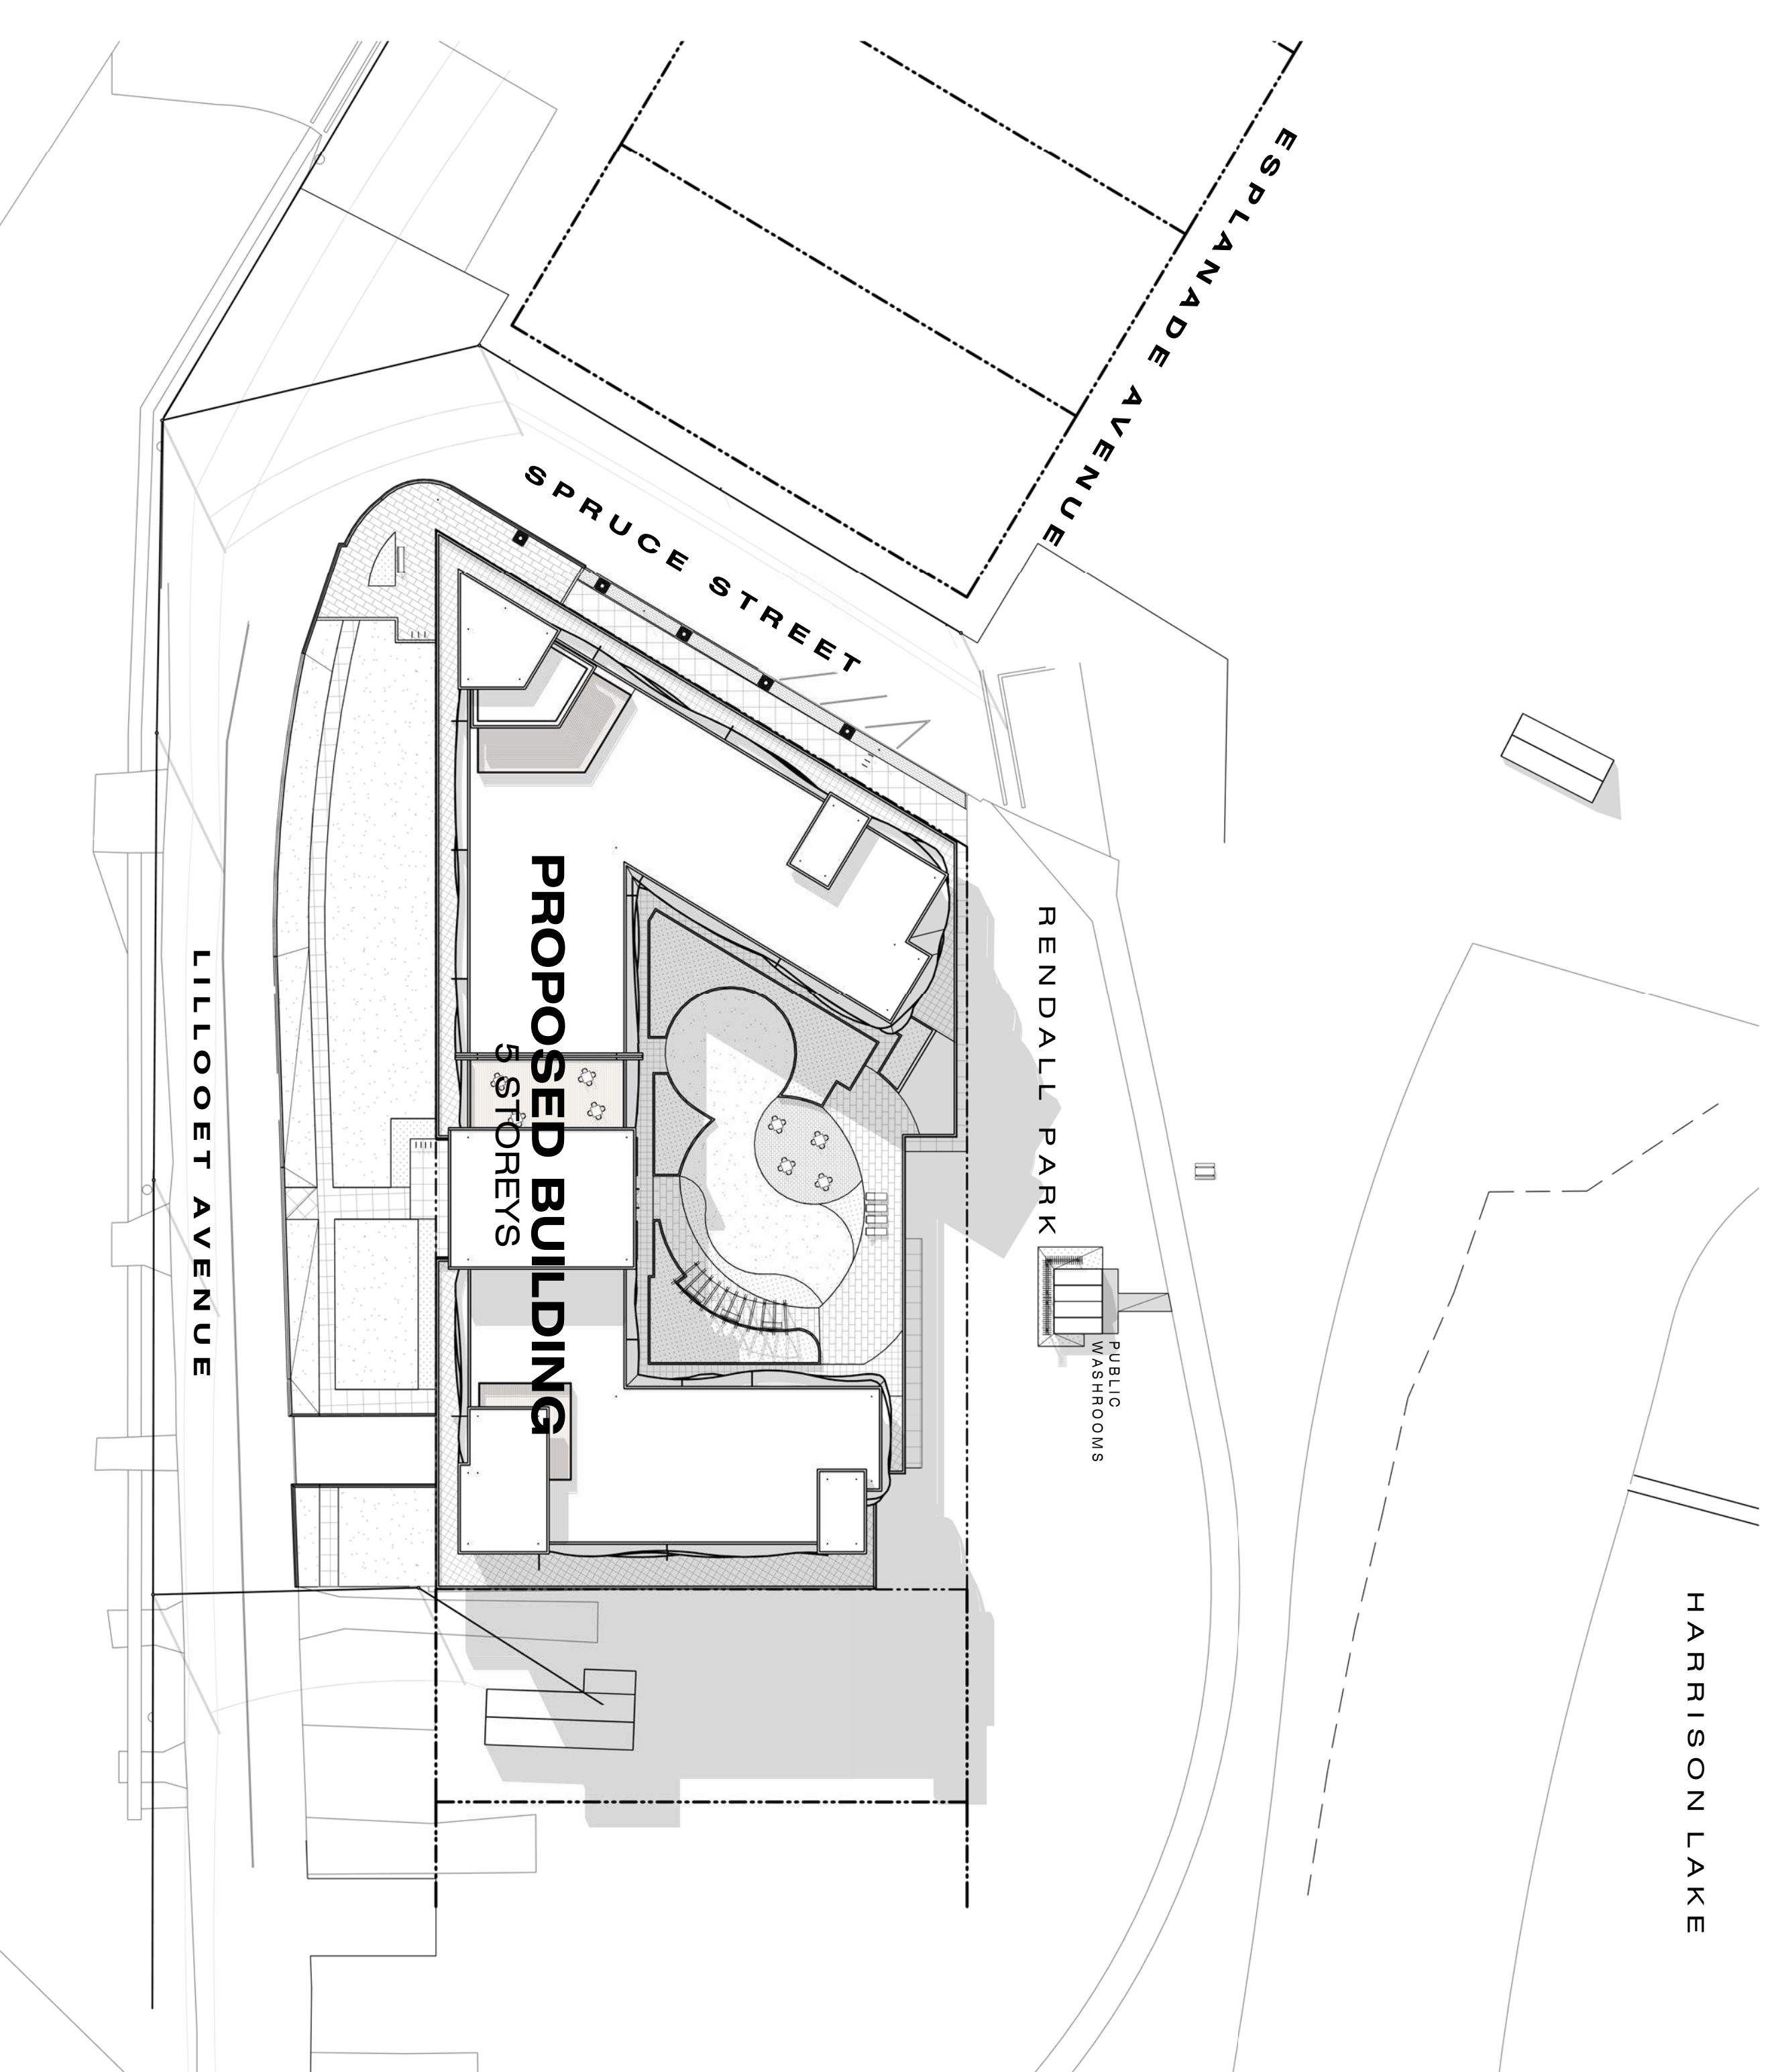 ESPLANADE AVENUE
SPRUCE STREET
PROPOSED BUILDING
5 STOREYS
LILLOOET AVENUE
RENDALL PARK
PUBLIC
WASHROOMS
HARRISON LAKE